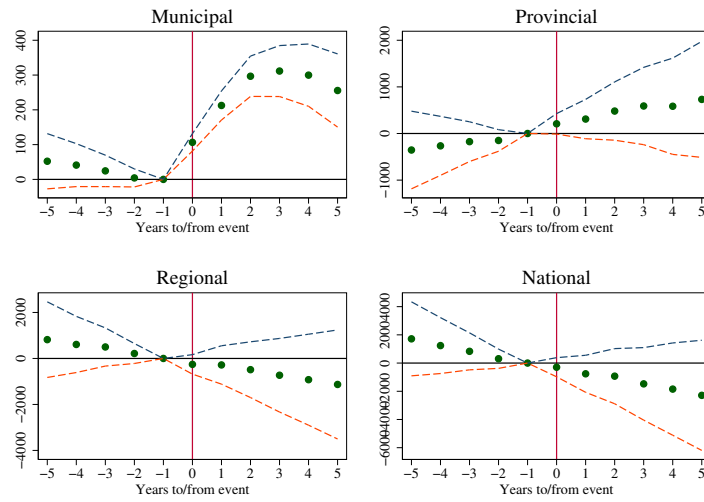 Municipal
400
300
200
100
0
−5 −4 −3 −2 −1 0 1 2 3 4 5
Years to/from event
Provincial
2000
1000
0
−1000
−5 −4 −3 −2 −1 0 1 2 3 4 5
Years to/from event
Regional
2000
0
−2000
−4000
−5 −4 −3 −2 −1 0 1 2 3 4 5
Years to/from event
National
4000
2000
0
−2000
−4000
−6000
−5 −4 −3 −2 −1 0 1 2 3 4 5
Years to/from event